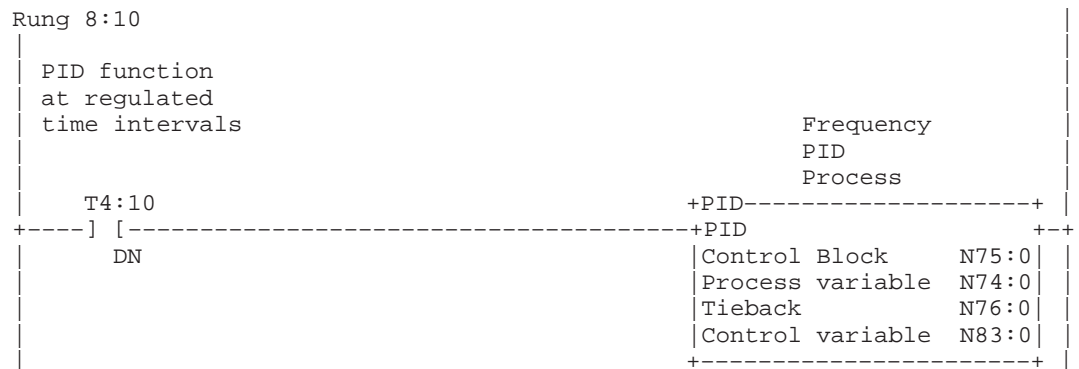 Rung 8:10
PID function
at regulated
time intervals Frequency
PID
Process
T4:10 +PID---------------------+
+----] [---------------------------------------+PID +-+
DN |Control Block N75:0|
|Process variable N74:0|
|Tieback N76:0|
|Control variable N83:0|
+-----------------------+